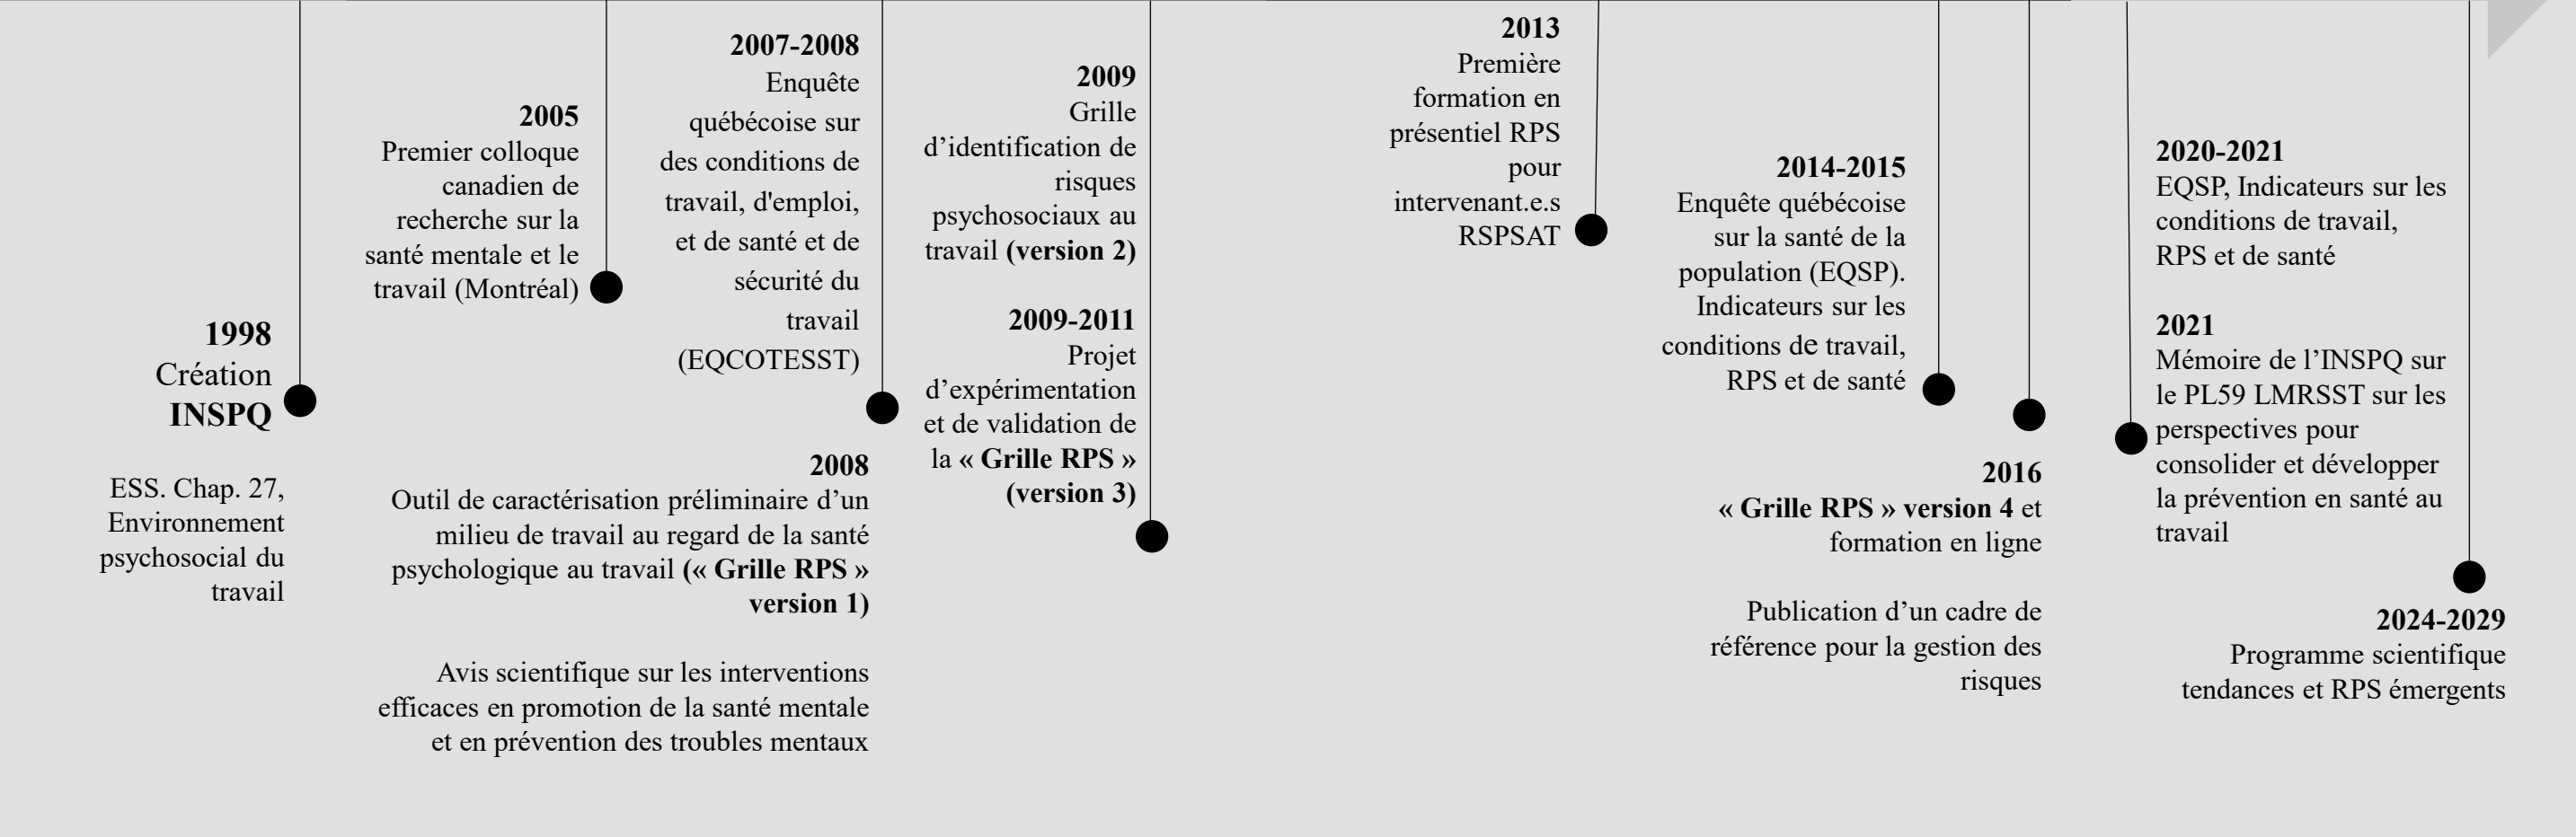 1998
Création
INSPQ
ESS. Chap. 27,
Environnement
psychosocial du
travail
2005
Premier colloque
canadien de
recherche sur la
santé mentale et le
travail (Montréal)
2007-2008
Enquête
québécoise sur
des conditions de
travail, d'emploi,
et de santé et de
sécurité du
travail
(EQCOTESST)
2008
Outil de caractérisation préliminaire d’un
milieu de travail au regard de la santé
psychologique au travail (« Grille RPS »
version 1)
Avis scientifique sur les interventions
efficaces en promotion de la santé mentale
et en prévention des troubles mentaux
2009
Grille
d’identification de
risques
psychosociaux au
travail (version 2)
2009-2011
Projet
d’expérimentation
et de validation de
la « Grille RPS »
(version 3)
2013
Première
formation en
présentiel RPS
pour
intervenant.e.s
RSPSAT
2014-2015
Enquête québécoise
sur la santé de la
population (EQSP).
Indicateurs sur les
conditions de travail,
RPS et de santé
2016
« Grille RPS » version 4 et
formation en ligne
Publication d’un cadre de
référence pour la gestion des
risques
2020-2021
EQSP, Indicateurs sur les
conditions de travail,
RPS et de santé
2021
Mémoire de l’INSPQ sur
le PL59 LMRSST sur les
perspectives pour
consolider et développer
la prévention en santé au
travail
2024-2029
Programme scientifique
tendances et RPS émergents